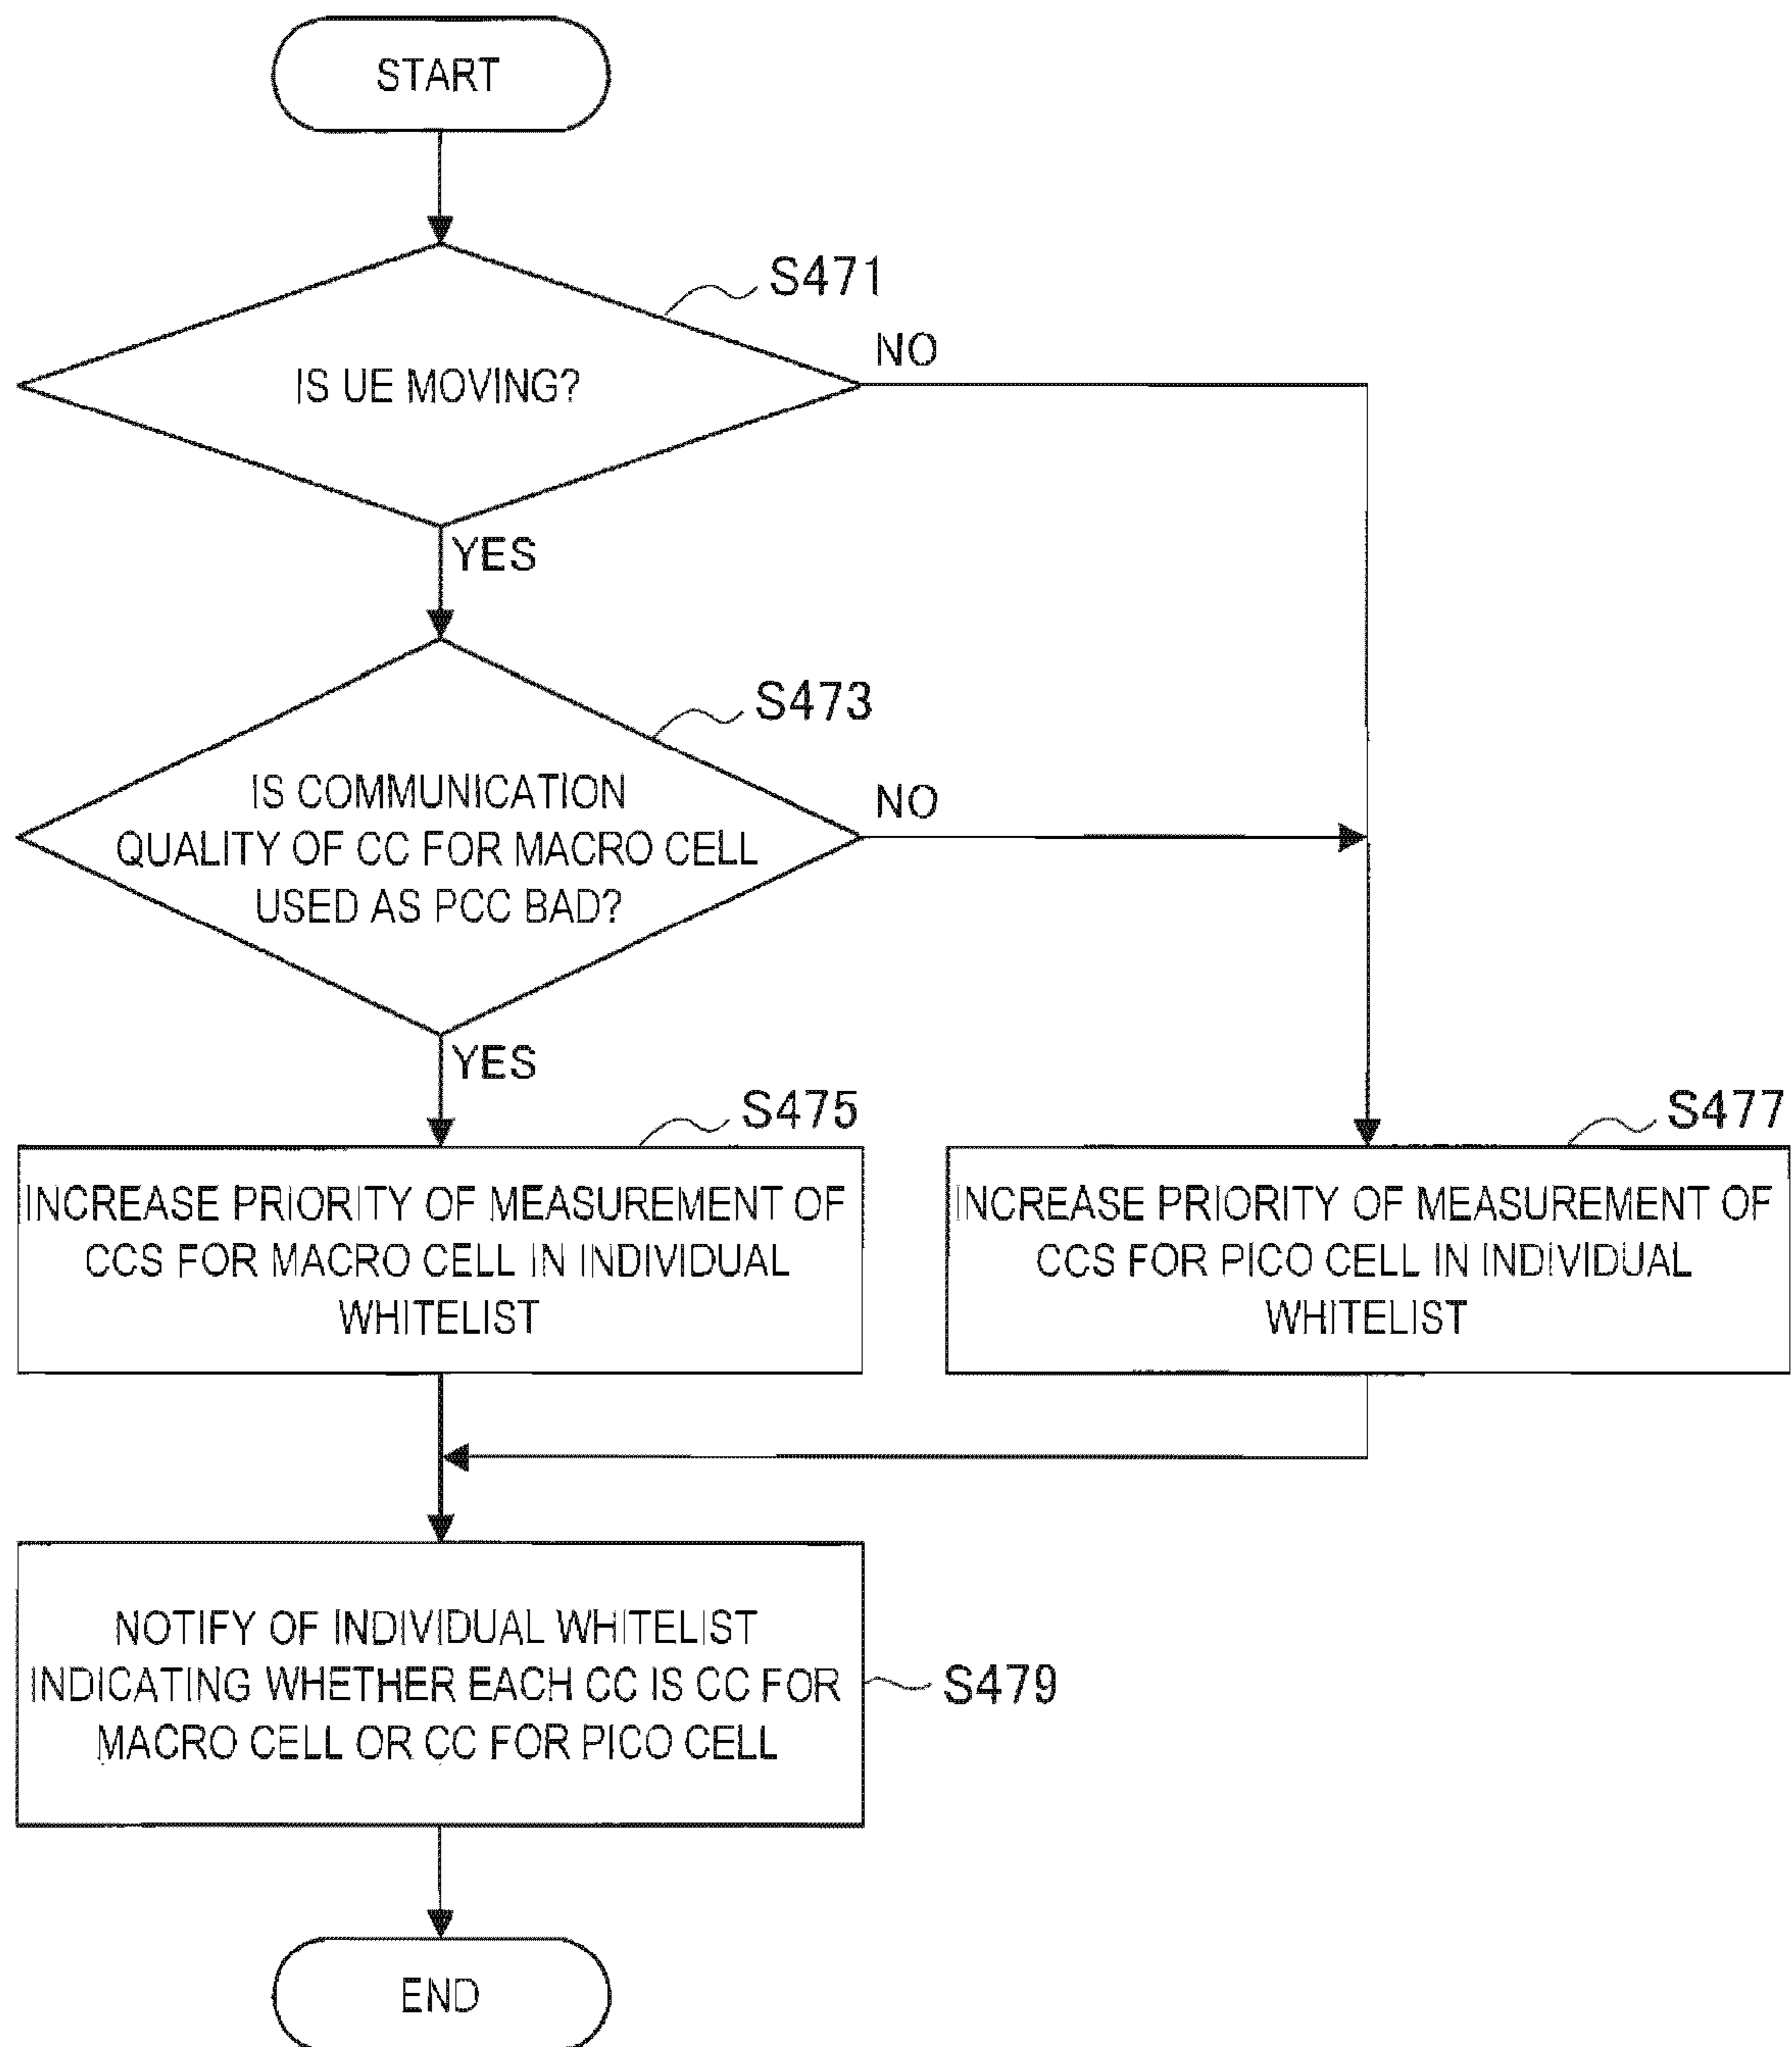 START
S471
IS UE MOVING?
NO
YES
S473
IS COMMUNICATION
QUALITY OF CC FOR MACRO CELL
USED AS PCC BAD?
NO
YES
S475
INCREASE PRIORITY OF MEASUREMENT OF
CCS FOR MACRO CELL IN INDIVIDUAL
WHITELIST
S477
INCREASE PRIORITY OF MEASUREMENT OF
CCS FOR PICO CELL IN INDIVIDUAL
WHITELIST
NOTIFY OF INDIVIDUAL WHITELIST
INDICATING WHETHER EACH CC IS CC FOR
MACRO CELL OR CC FOR PICO CELL
S479
END